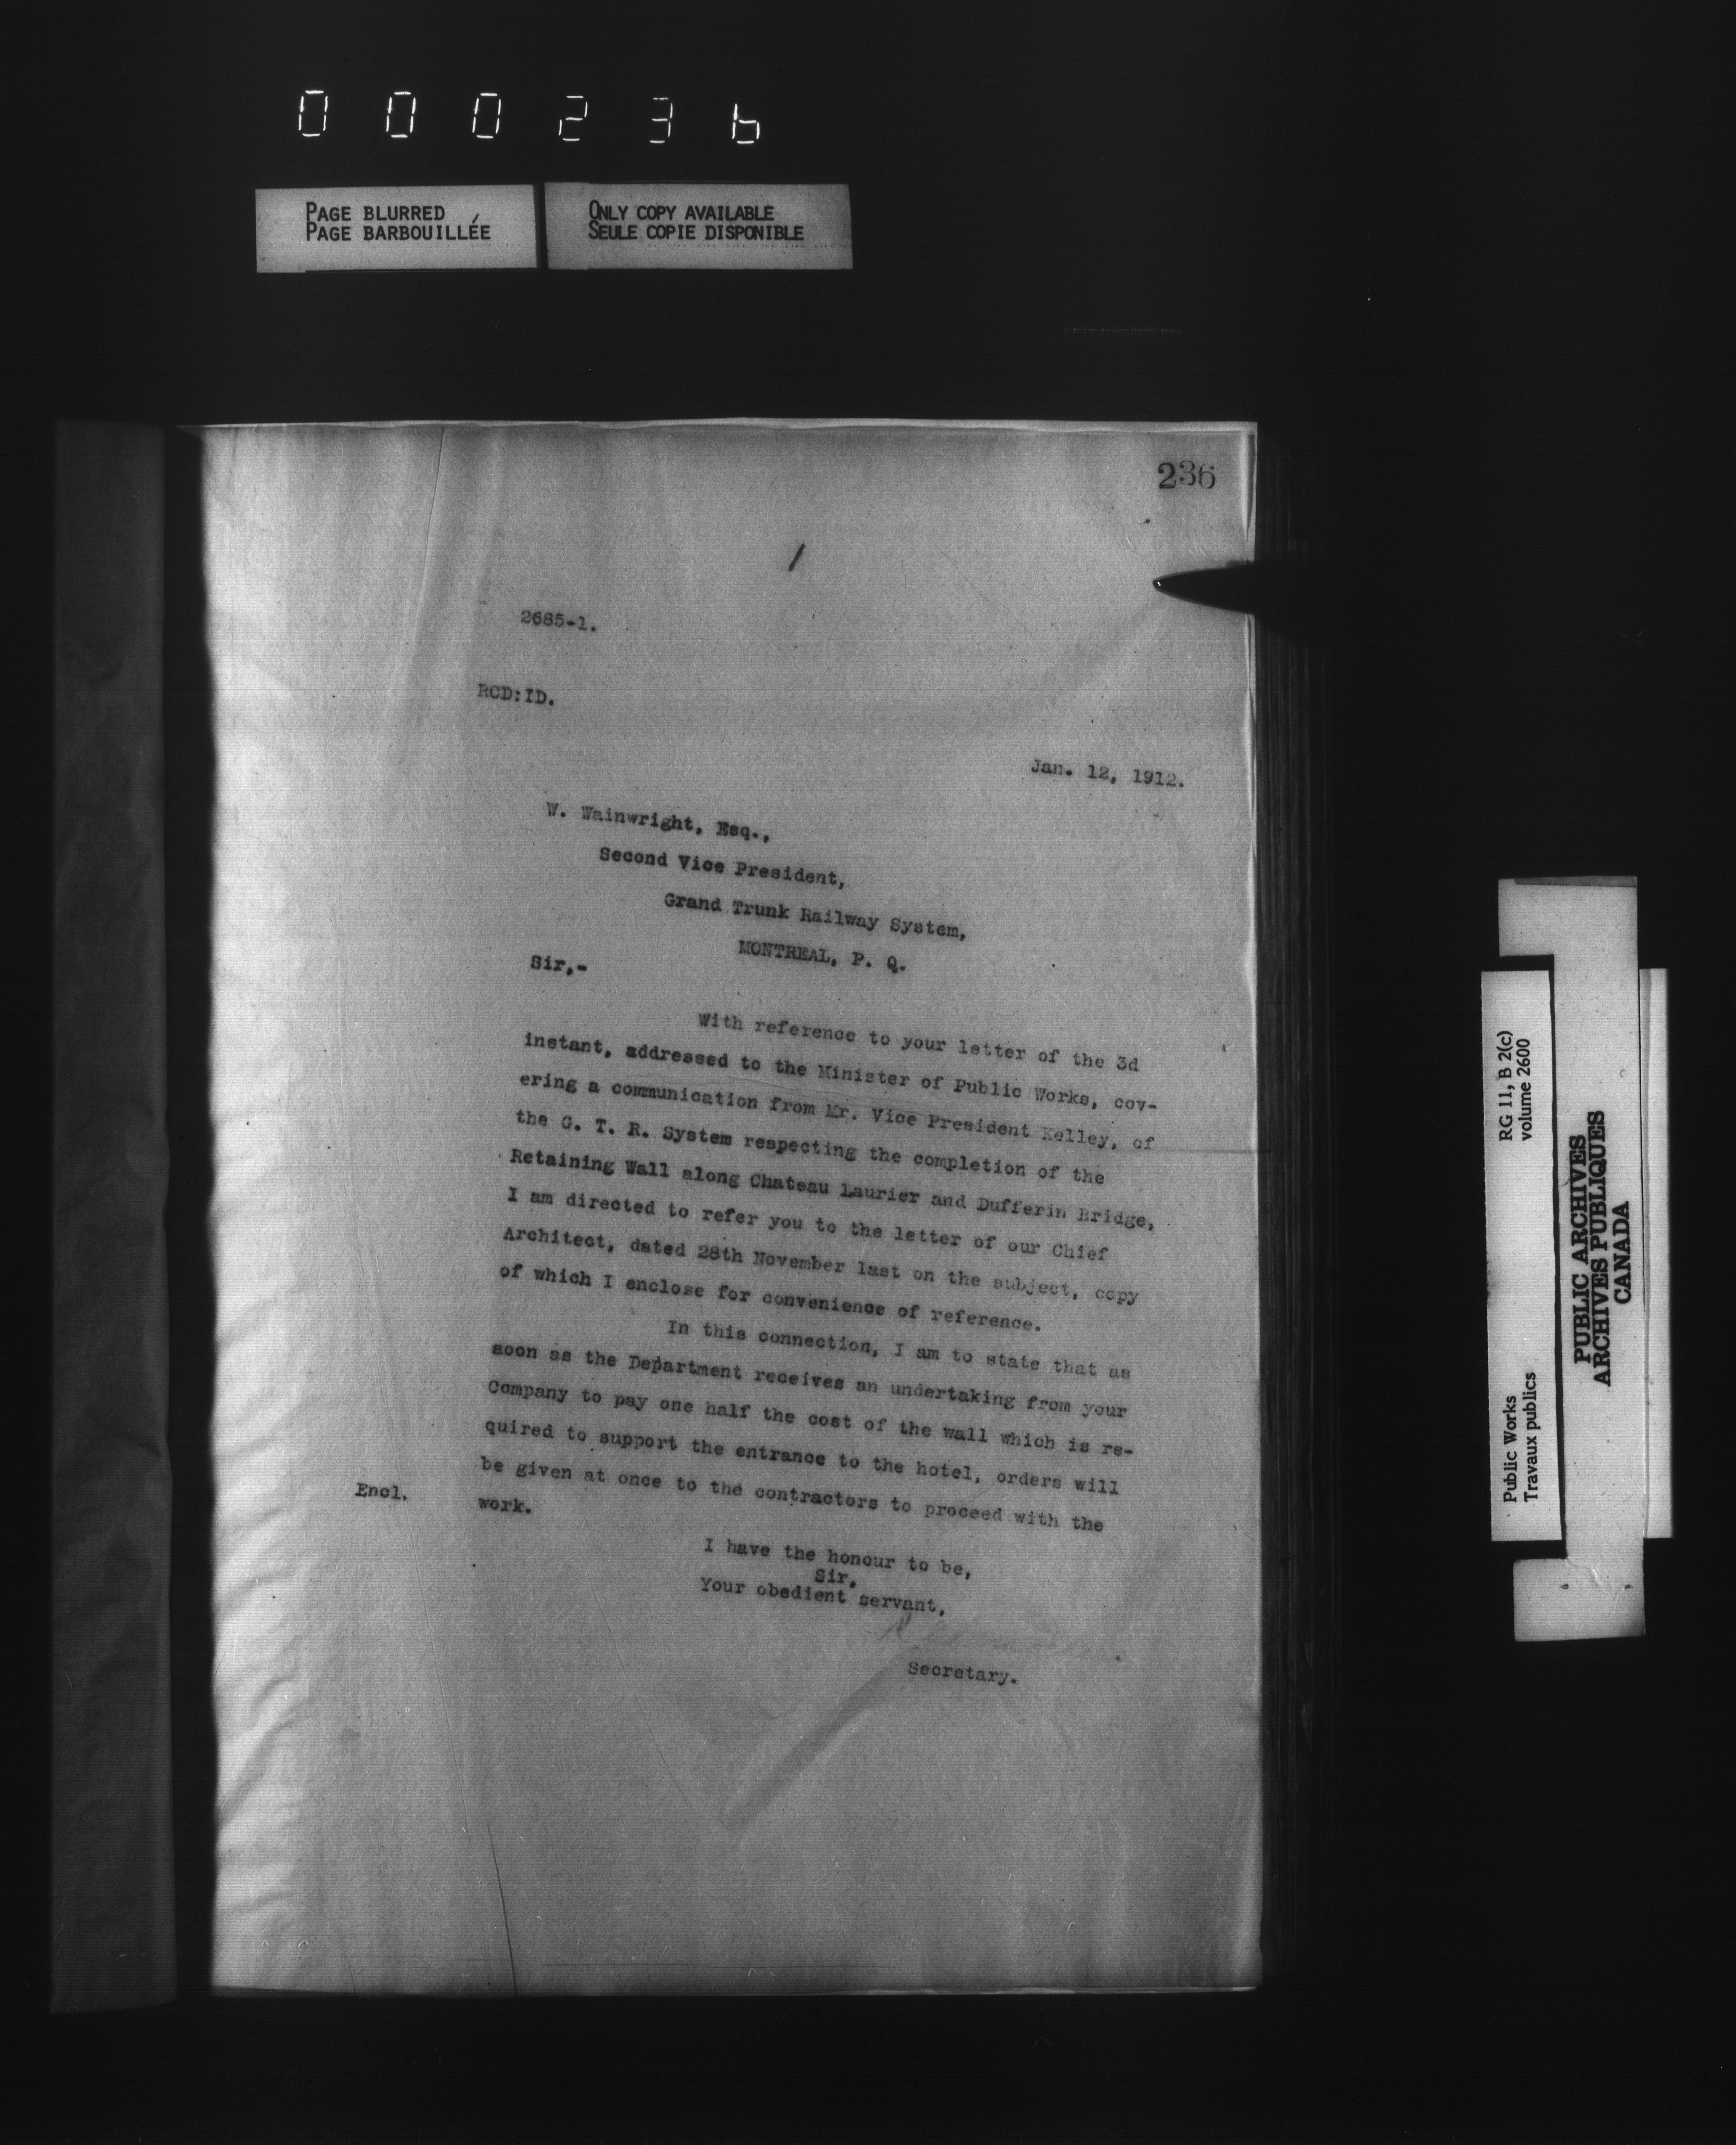 000236
PAGE BLURRED
PAGE BARBOUILLÉE
ONLY COPY AVAILABLE
SEULE COPIE DISPONIBLE
236
2685-1.
RCD:ID.
Jan. 12, 1912.
W. Wainwright, Esq.,
Second Vice President,
Grand Trunk Railway System,
MONTREAL, P. Q.
Sir,-
With reference to your letter of the 3d
instant, addressed to the Minister of Public Works, cov-
ering a communication from Mr. Vice President Kelley, of
the G. T. R. System respecting the completion of the
Retaining Wall along Chateau Laurier and Dufferin Bridge,
I am directed to refer you to the letter of our Chief
Architect, dated 28th November last on the subject, copy
of which I enclose for convenience of reference.
In this connection, I am to state that as
soon as the Department receives an undertaking from your
Company to pay one half the cost of the wall which is re-
quired to support the entrance to the hotel, orders will
be given at once to the contractors to proceed with the
work.
Encl.
I have the honour to be,
Sir,
Your obedient servant,
Secretary.
RG 11, B 2(c)
volume 2600
Public Works
Travaux publics
PUBLIC ARCHIVES
ARCHIVES PUBLIQUES
CANADA